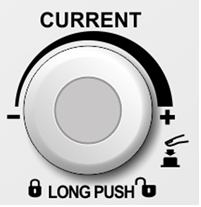 CURRENT
- +
LONG PUSH